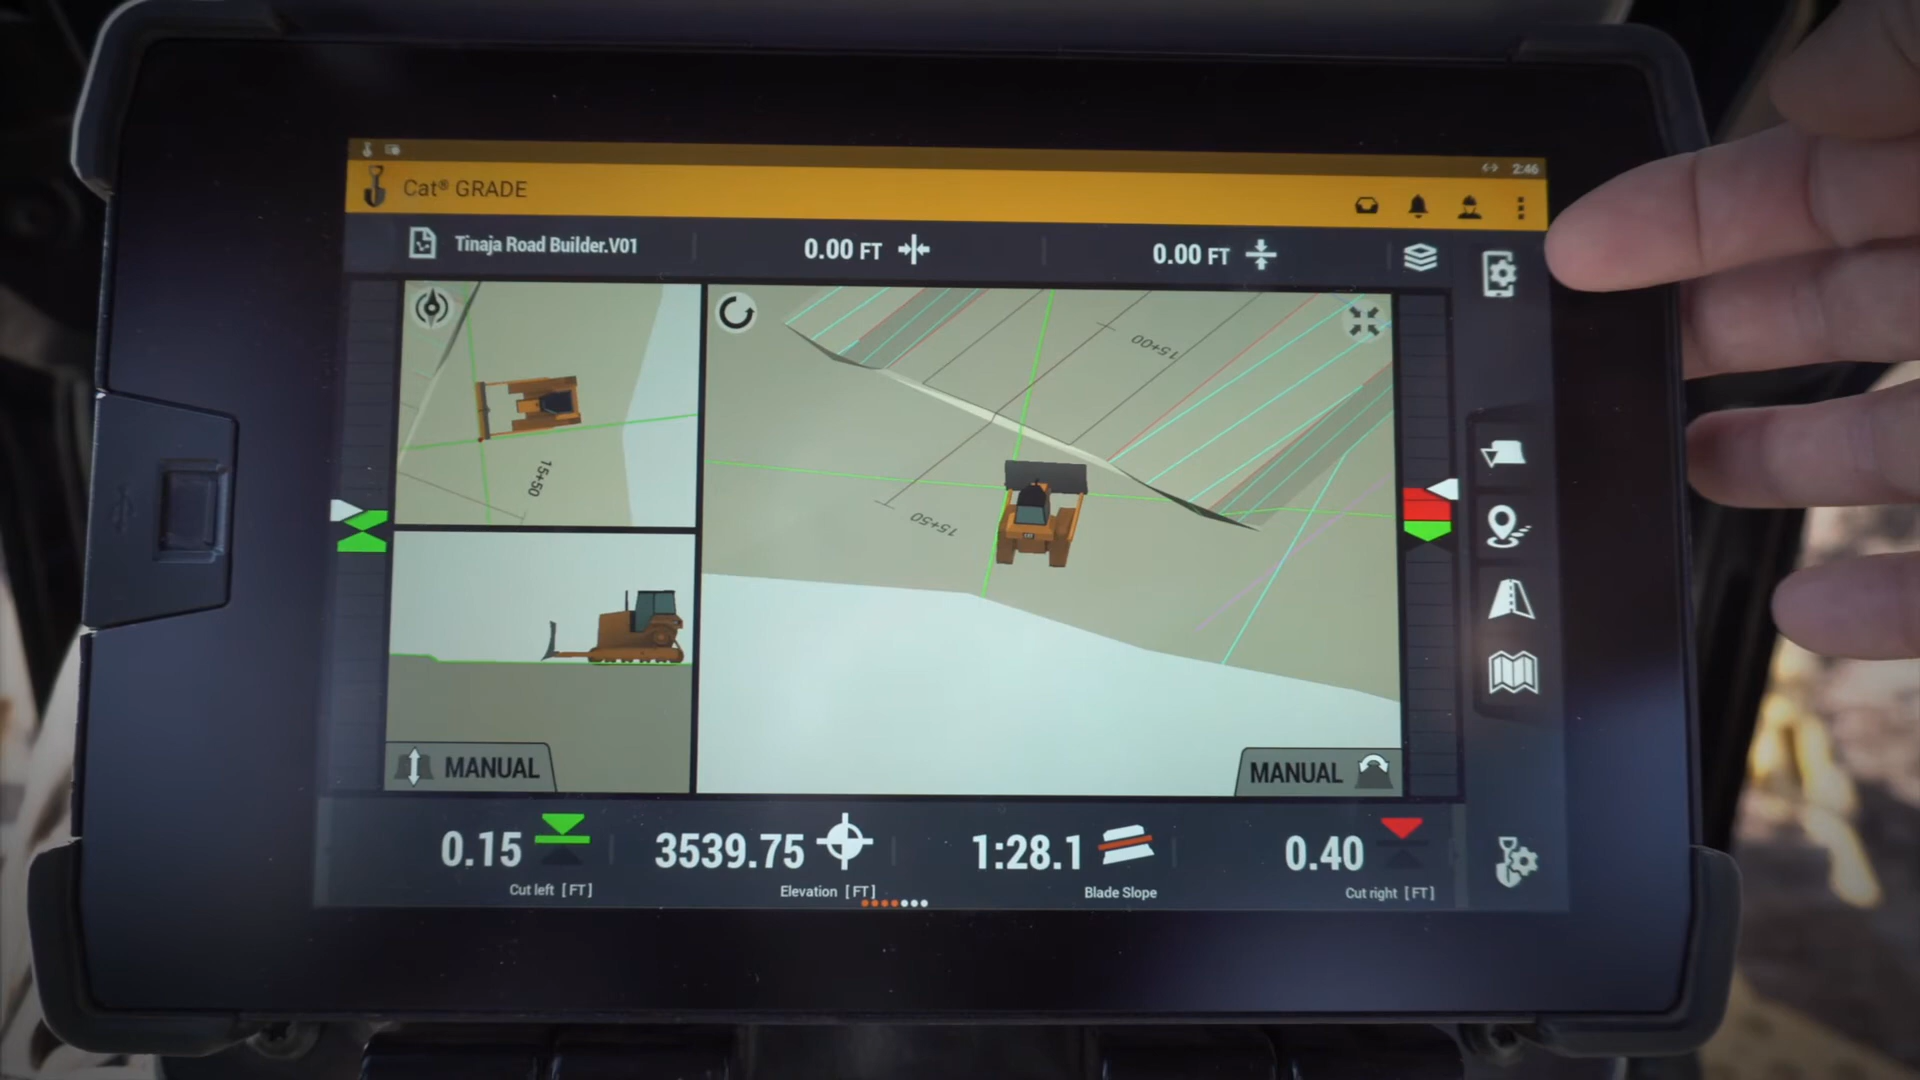 2:46
Cat® GRADE
Tinaja Road Builder.V01
0.00 FT
0.00 FT
15+00
15+50
15+50
CAT
MANUAL
MANUAL
0.15
3539.75
1:28.1
0.40
Cut left [FT]
Elevation [FT]
Blade Slope
Cut right [FT]